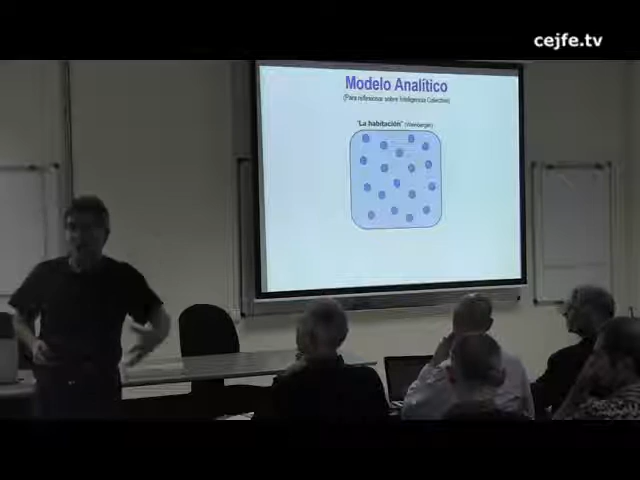 cejfe.tv
Modelo Analítico
(Para reflexionar sobre Inteligencia Colectiva)
"La habitación" (Weinberger)